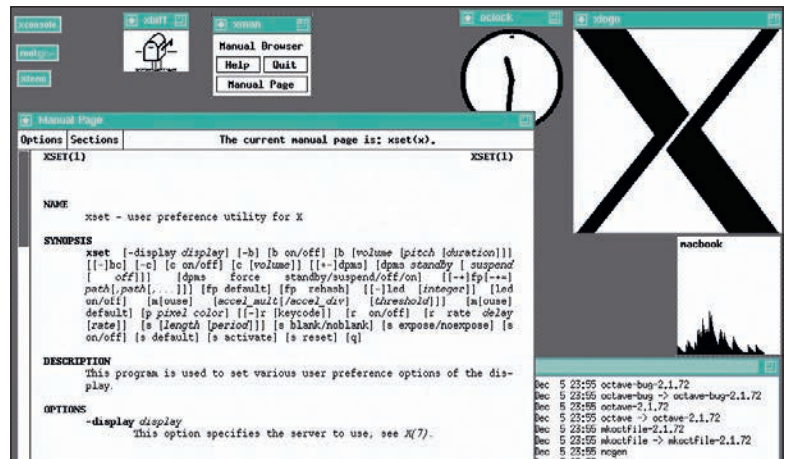 xconsole
xbiff
xman
oclock
xlogo
xterm
Manual Browser
Help Quit
Manual Page
Manual Page
Options Sections The current manual page is: xset(x).
XSET(1) XSET(1)
NAME
xset - user preference utility for X
SYNOPSIS
xset [-display display] [-b] [b on/off] [b [volume [pitch [duration]]]
[[-]bc] [-c] [c on/off] [c [volume]] [[+-]dpms] [dpms standby [ suspend
[ off]]] [dpms force standby/suspend/off/on] [[-+]fp[-+=]
path[,path[,...]]] [fp default] [fp rehash] [[-]led [integer]] [led
on/off] [m[ouse] [accel_mult[/accel_div] [threshold]]] [m[ouse]
default] [p pixel color] [[-]r [keycode]] [r on/off] [r rate delay
[rate]] [s [length [period]]] [s blank/noblank] [s expose/noexpose] [s
on/off] [s default] [s activate] [s reset] [q]
DESCRIPTION
This program is used to set various user preference options of the dis-
play.
OPTIONS
-display display
This option specifies the server to use; see X(7).
macbook
Dec 5 23:55 octave-bug-2.1.72
Dec 5 23:55 octave-bug -> octave-bug-2.1.72
Dec 5 23:55 octave-2.1.72
Dec 5 23:55 octave -> octave-2.1.72
Dec 5 23:55 mkoctfile-2.1.72
Dec 5 23:55 mkoctfile -> mkoctfile-2.1.72
Dec 5 23:55 ncgen